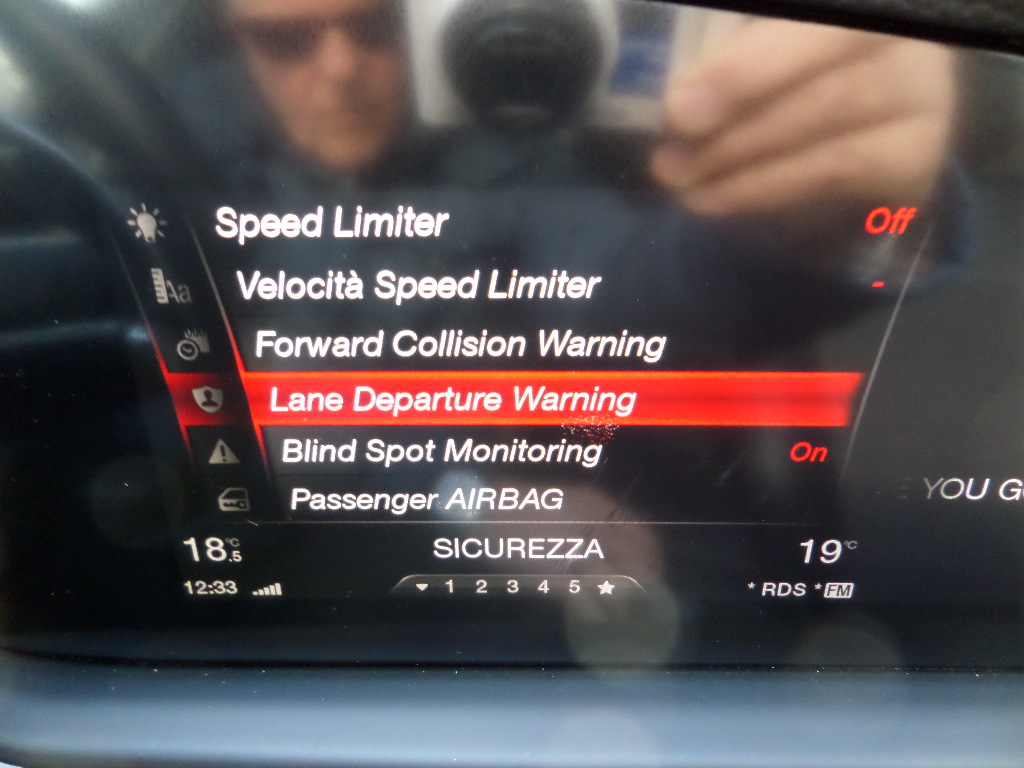 Speed Limiter Off
Velocità Speed Limiter -
Forward Collision Warning
Lane Departure Warning
Blind Spot Monitoring On
YOU G
Passenger AIRBAG
18°C.5 SICUREZZA 19°C
12:33 1 2 3 4 5 * RDS * FM